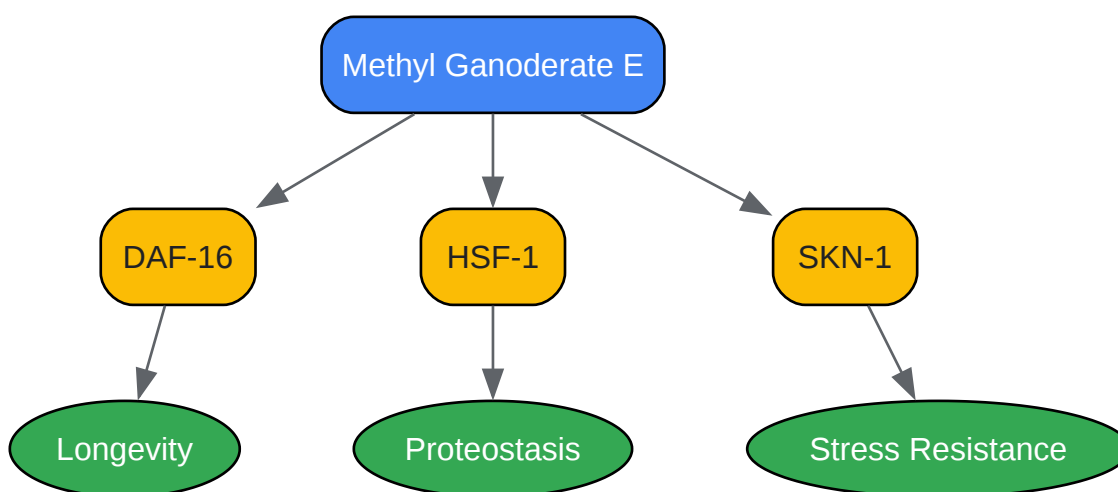 Methyl Ganoderate E
DAF-16
HSF-1
SKN-1
Longevity
Proteostasis
Stress Resistance